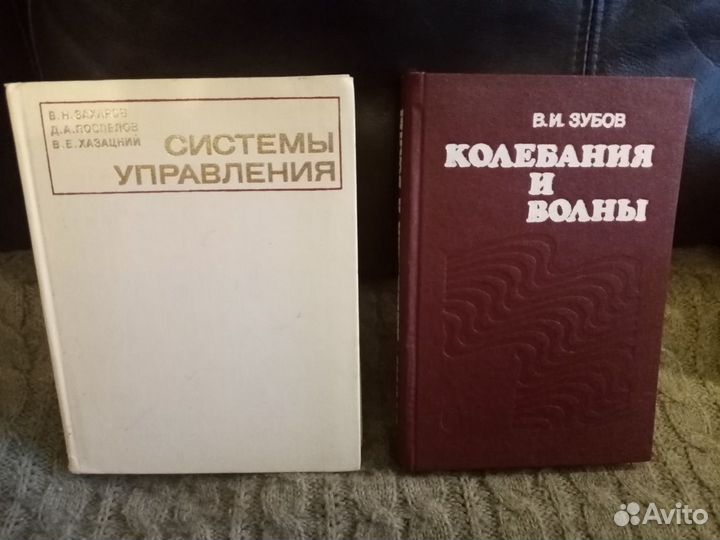 В.Н.ЗАХАРОВ
Д.А.ПОСПЕЛОВ
В.Е.ХАЗАЦКИЙ
СИСТЕМЫ
УПРАВЛЕНИЯ
В.И. ЗУБОВ
КОЛЕБАНИЯ
И
ВОЛНЫ
Avito